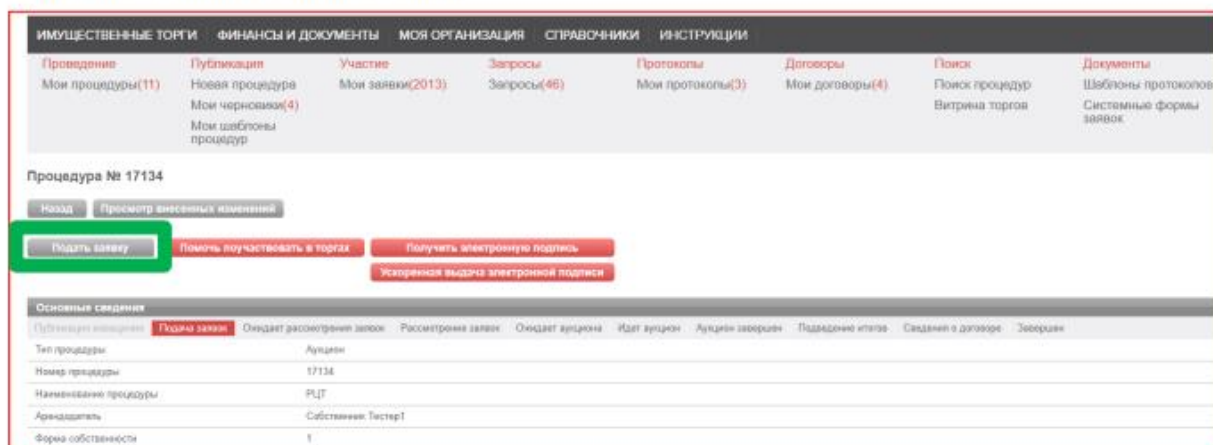 ИМУЩЕСТВЕННЫЕ ТОРГИ ФИНАНСЫ И ДОКУМЕНТЫ МОЯ ОРГАНИЗАЦИЯ СПРАВОЧНИКИ ИНСТРУКЦИИ
Проведение Публикация Участие Запросы Протоколы Договоры Поиск Документы
Мои процедуры(11) Новая процедура Мои заявки(2013) Запросы(46) Мои протоколы(3) Мои договоры(4) Поиск процедур Шаблоны протоколов
Мои черновики(4) Витрина торгов Системные формы
Мои шаблоны заявок
процедур
Процедура № 17134
Назад Просмотр внесенных изменений
Подать заявку Помочь поучаствовать в торгах Получить электронную подпись
Ускоренная выдача электронной подписи
Основные сведения
Публикация извещения Подача заявок Ожидает рассмотрения заявок Рассмотрение заявок Ожидает аукциона Идет аукцион Аукцион завершен Подведение итогов Сведения о договоре Завершен
Тип процедуры Аукцион
Номер процедуры 17134
Наименование процедуры РЦТ
Арендодатель Собственник Тестер1
Форма собственности 1